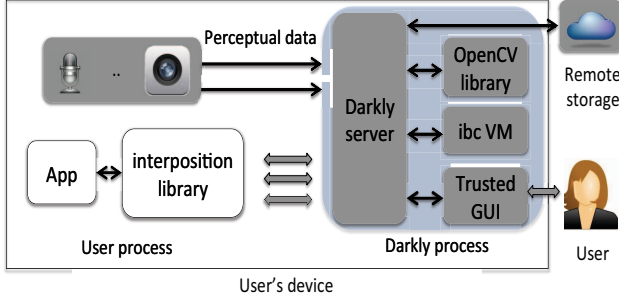 Perceptual data
..
Darkly
server
OpenCV
library
ibc VM
Trusted
GUI
Remote
storage
App
interposition
library
User process
Darkly process
User
User's device